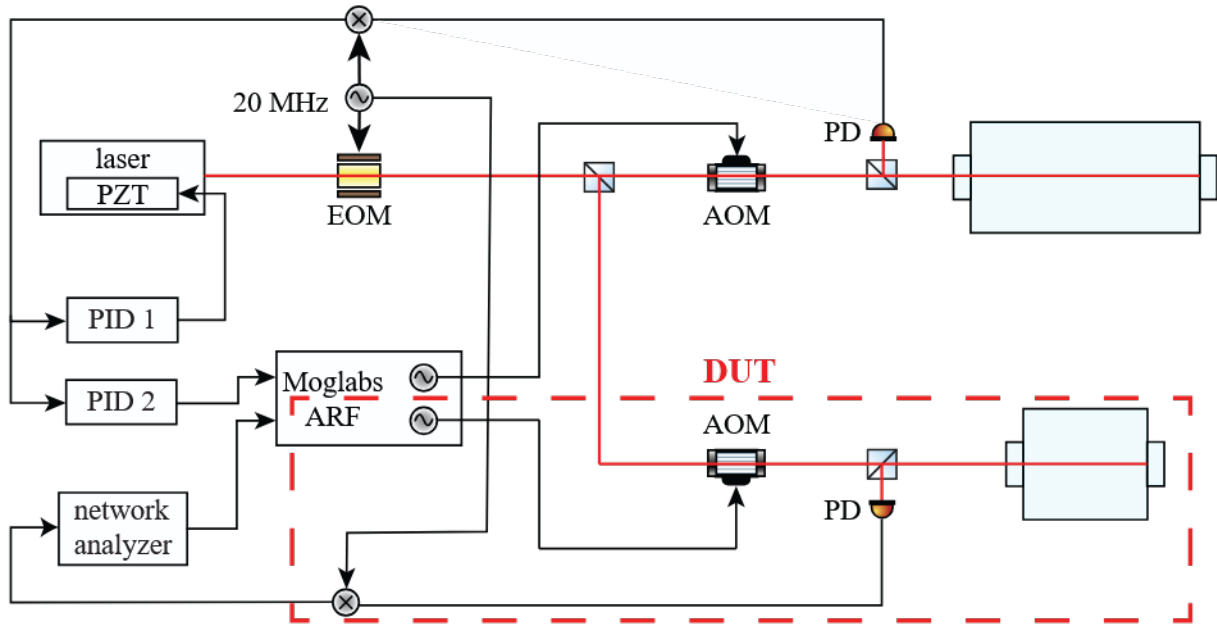 20 MHz
PD
laser
PZT
EOM
AOM
PID 1
DUT
Moglabs
ARF
PID 2
AOM
network
analyzer
PD